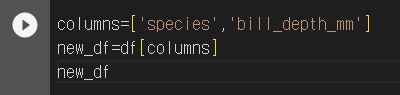 columns=['species','bill_depth_mm']
new_df=df[columns]
new_df